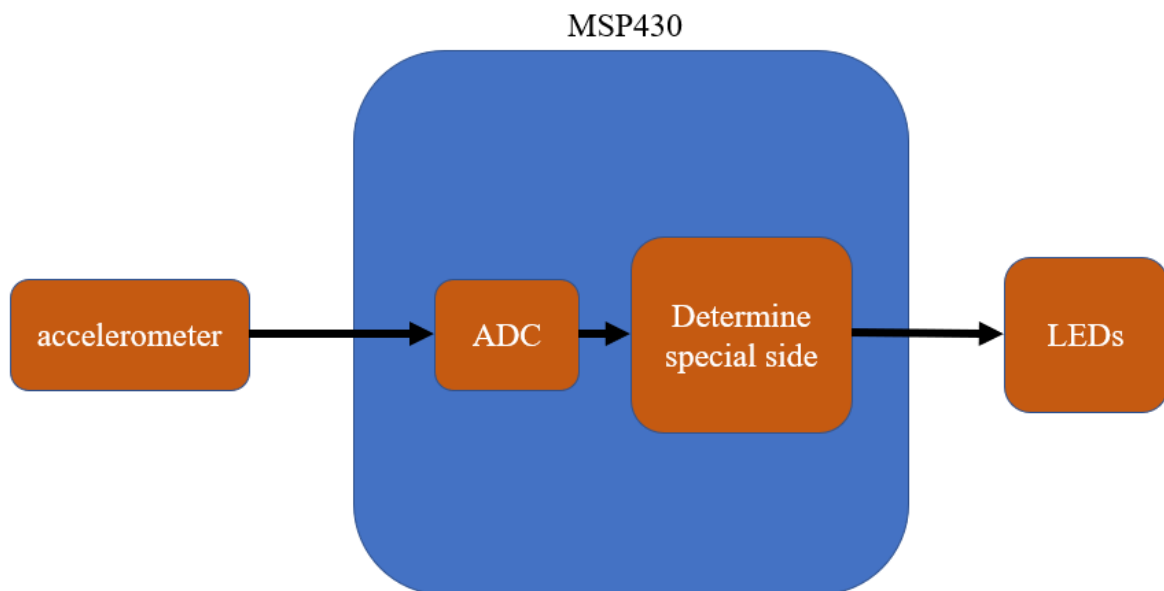 MSP430
accelerometer
ADC
Determine
special side
LEDs